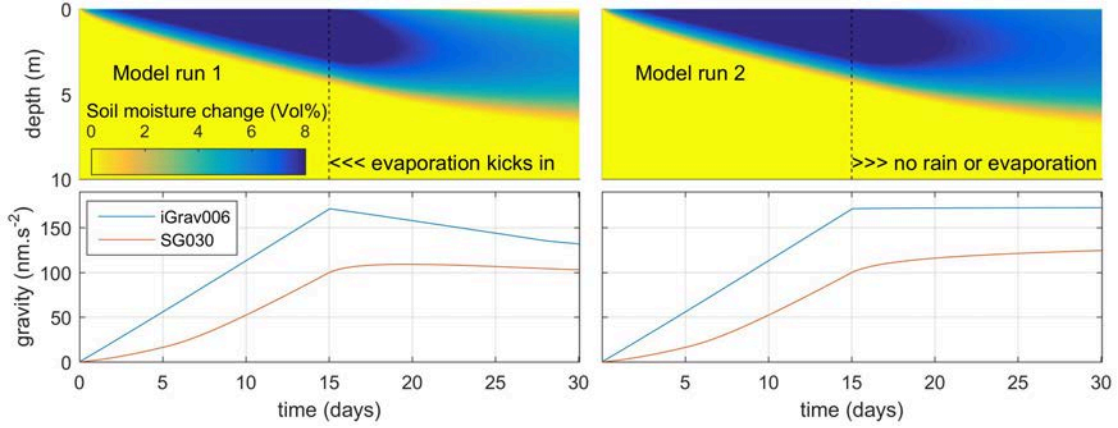 0
5
10
depth (m)
Model run 1
Soil moisture change (Vol%)
0 2 4 6 8
<<< evaporation kicks in
Model run 2
>>> no rain or evaporation
150
100
50
0
gravity (nm.s-2)
iGrav006
SG030
0 5 10 15 20 25 30
time (days)
5 10 15 20 25 30
time (days)